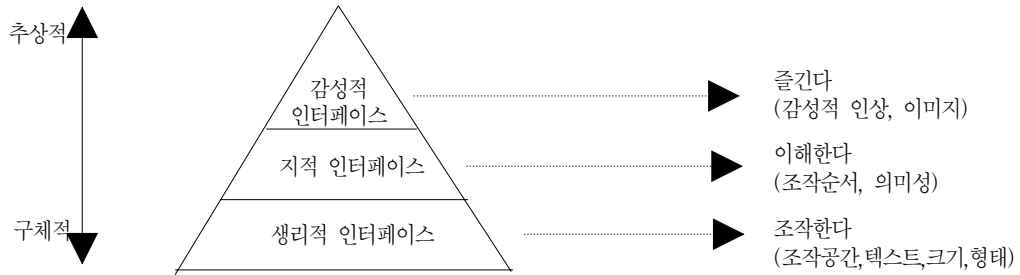 추상적
감성적
인터페이스
즐긴다
(감성적 인상, 이미지)
지적 인터페이스
이해한다
(조작순서, 의미성)
구체적
생리적 인터페이스
조작한다
(조작공간,텍스트,크기,형태)